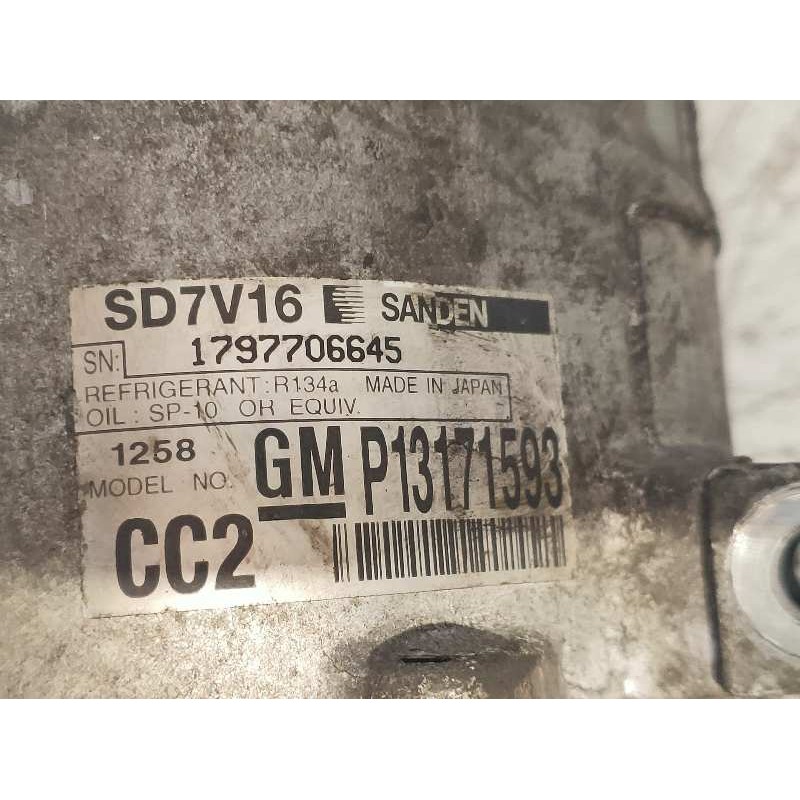 SD7V16 SANDEN
SN: 1797706645
REFRIGERANT: R134a MADE IN JAPAN
OIL: SP-10 OR EQUIV.
1258
MODEL NO.
GM P13171593
CC2